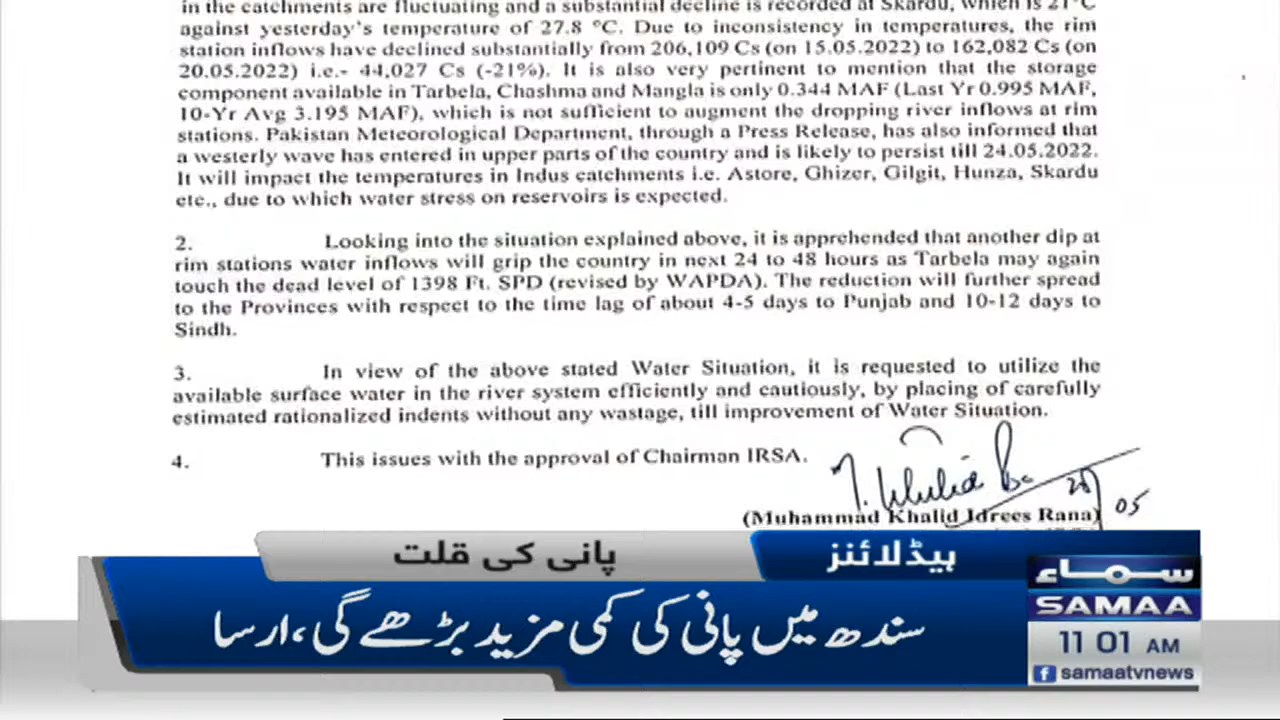 in the catchments are fluctuating and a substantial decline is recorded at Skardu, which is 21°C
against yesterday's temperature of 27.8 °C. Due to inconsistency in temperatures, the rim
station inflows have declined substantially from 206,109 Cs (on 15.05.2022) to 162,082 Cs (on
20.05.2022) i.e.- 44,027 Cs (-21%). It is also very pertinent to mention that the storage
component available in Tarbela, Chashma and Mangla is only 0.344 MAF (Last Yr 0.995 MAF,
10-Yr Avg 3.195 MAF), which is not sufficient to augment the dropping river inflows at rim
stations. Pakistan Meteorological Department, through a Press Release, has also informed that
a westerly wave has entered in upper parts of the country and is likely to persist till 24.05.2022.
It will impact the temperatures in Indus catchments i.e. Astore, Ghizer, Gilgit, Hunza, Skardu
etc., due to which water stress on reservoirs is expected.
2. Looking into the situation explained above, it is apprehended that another dip at
rim stations water inflows will grip the country in next 24 to 48 hours as Tarbela may again
touch the dead level of 1398 Ft. SPD (revised by WAPDA). The reduction will further spread
to the Provinces with respect to the time lag of about 4-5 days to Punjab and 10-12 days to
Sindh.
3. In view of the above stated Water Situation, it is requested to utilize the
available surface water in the river system efficiently and cautiously, by placing of carefully
estimated rationalized indents without any wastage, till improvement of Water Situation.
4. This issues with the approval of Chairman IRSA.
20/05
(Muhammad Khalid Idrees Rana)
ہیڈلائنز
پانی کی قلت
سندھ میں پانی کی کمی مزید بڑھے گی، ارسا
سماء
SAMAA
11 01 AM
samaatvnews